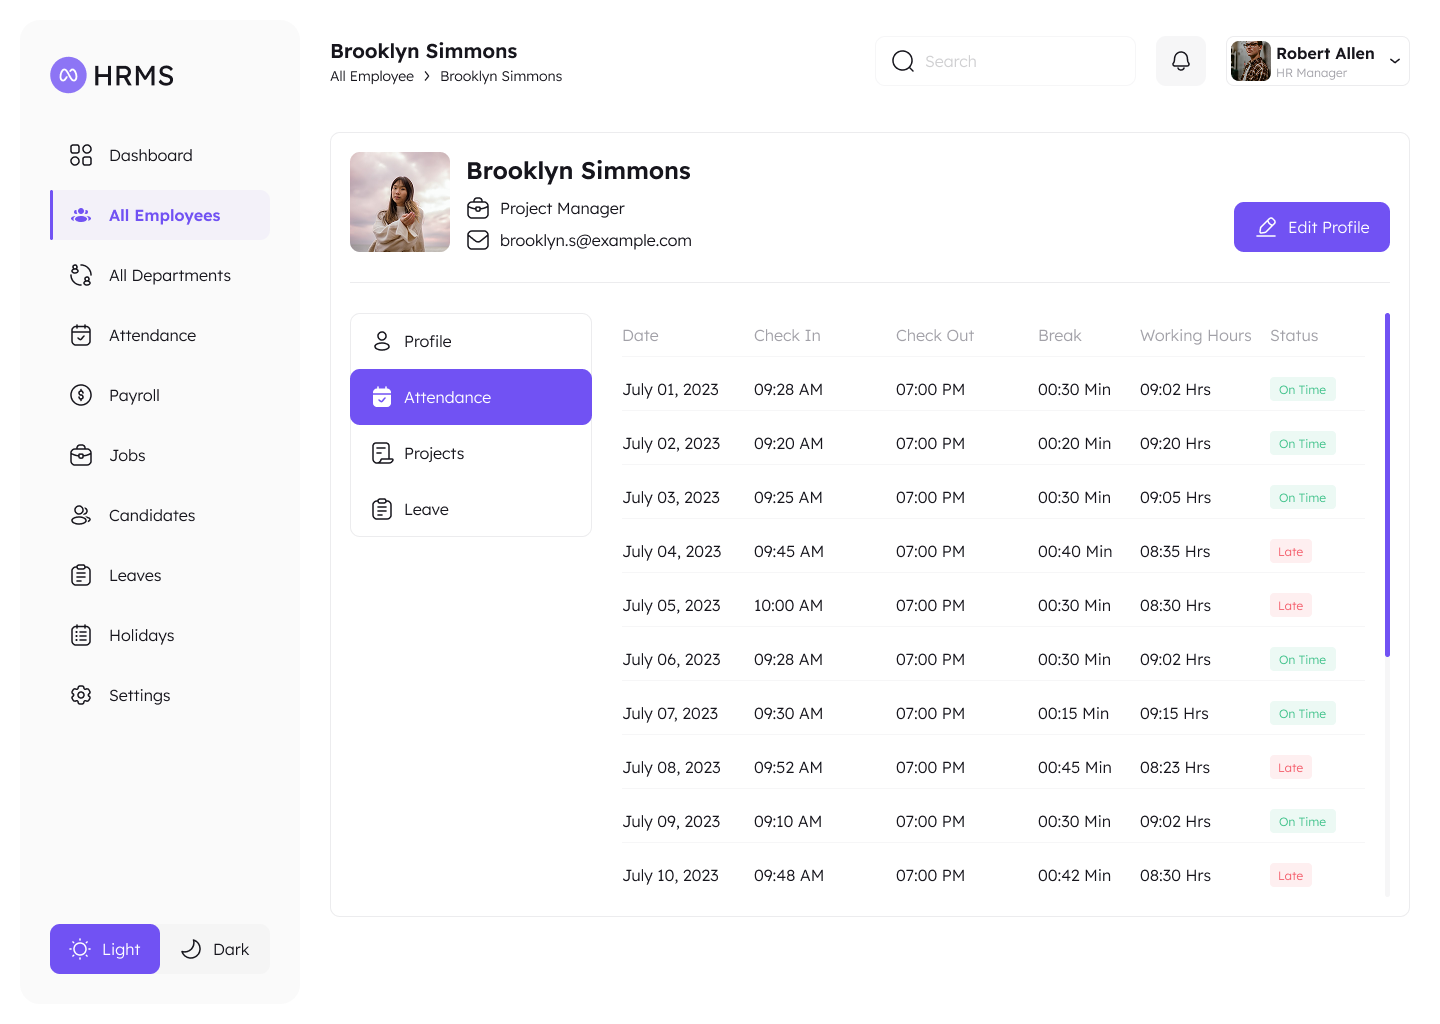 HRMS
Dashboard
All Employees
All Departments
Attendance
Payroll
Jobs
Candidates
Leaves
Holidays
Settings
Light
Dark
Brooklyn Simmons
All Employee > Brooklyn Simmons
Search
Robert Allen
HR Manager
Brooklyn Simmons
Project Manager
brooklyn.s@example.com
Edit Profile
Profile
Attendance
Projects
Leave
Date Check In Check Out Break Working Hours Status
July 01, 2023 09:28 AM 07:00 PM 00:30 Min 09:02 Hrs On Time
July 02, 2023 09:20 AM 07:00 PM 00:20 Min 09:20 Hrs On Time
July 03, 2023 09:25 AM 07:00 PM 00:30 Min 09:05 Hrs On Time
July 04, 2023 09:45 AM 07:00 PM 00:40 Min 08:35 Hrs Late
July 05, 2023 10:00 AM 07:00 PM 00:30 Min 08:30 Hrs Late
July 06, 2023 09:28 AM 07:00 PM 00:30 Min 09:02 Hrs On Time
July 07, 2023 09:30 AM 07:00 PM 00:15 Min 09:15 Hrs On Time
July 08, 2023 09:52 AM 07:00 PM 00:45 Min 08:23 Hrs Late
July 09, 2023 09:10 AM 07:00 PM 00:30 Min 09:02 Hrs On Time
July 10, 2023 09:48 AM 07:00 PM 00:42 Min 08:30 Hrs Late